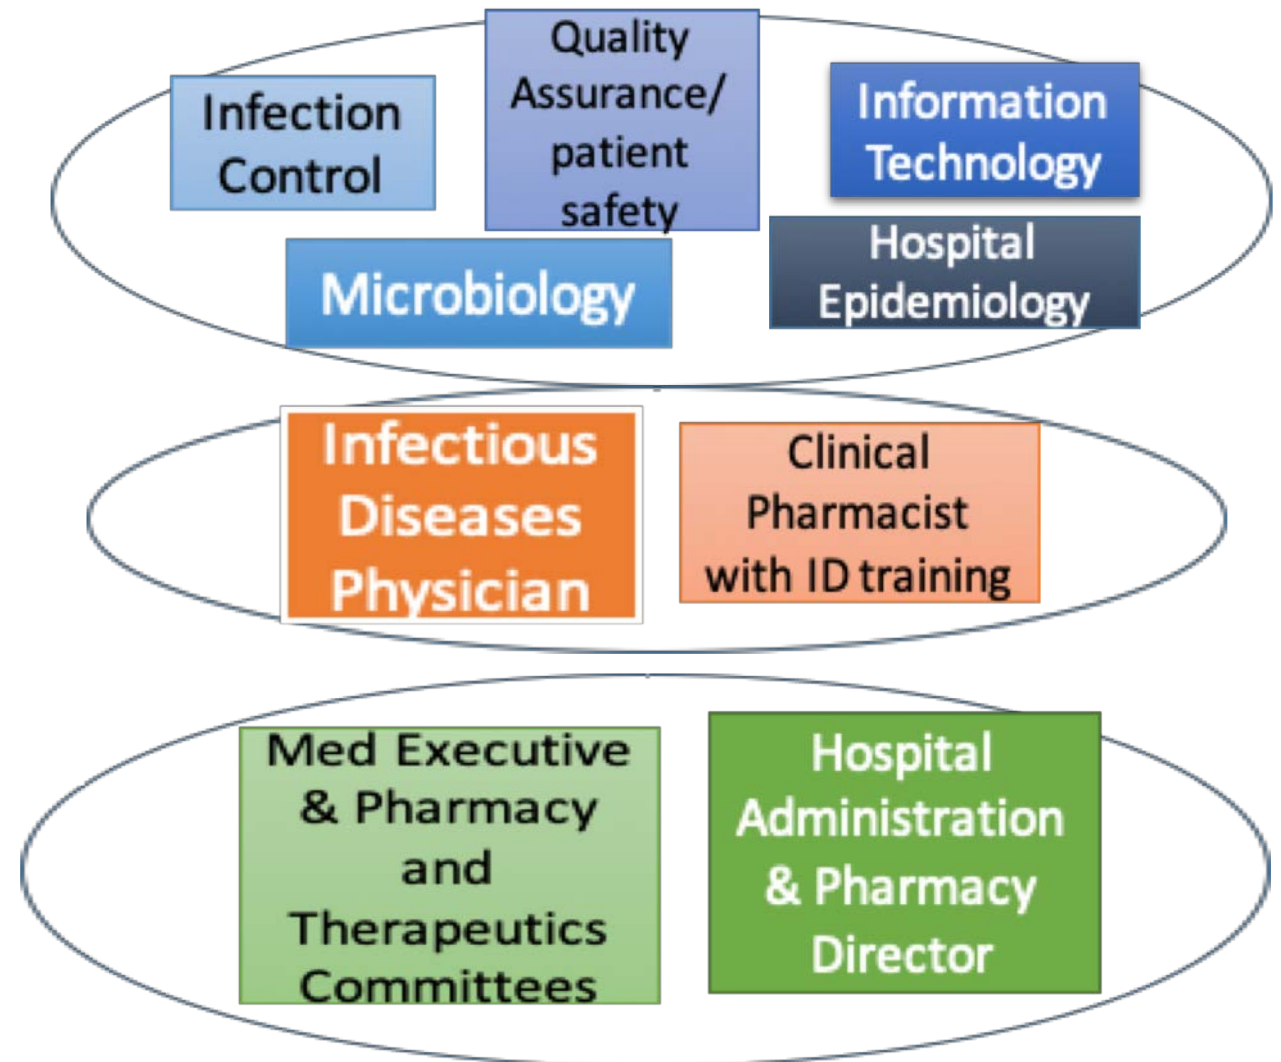 Infection
Control
Quality
Assurance/
patient
safety
Information
Technology
Microbiology
Hospital
Epidemiology
Infectious
Diseases
Physician
Clinical
Pharmacist
with ID training
Med Executive
& Pharmacy
and
Therapeutics
Committees
Hospital
Administration
& Pharmacy
Director